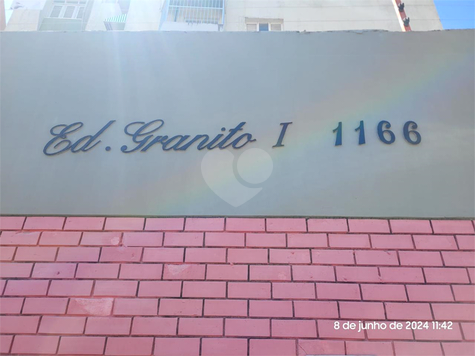 Ed. Granito I 1166
8 de junho de 2024 11:42